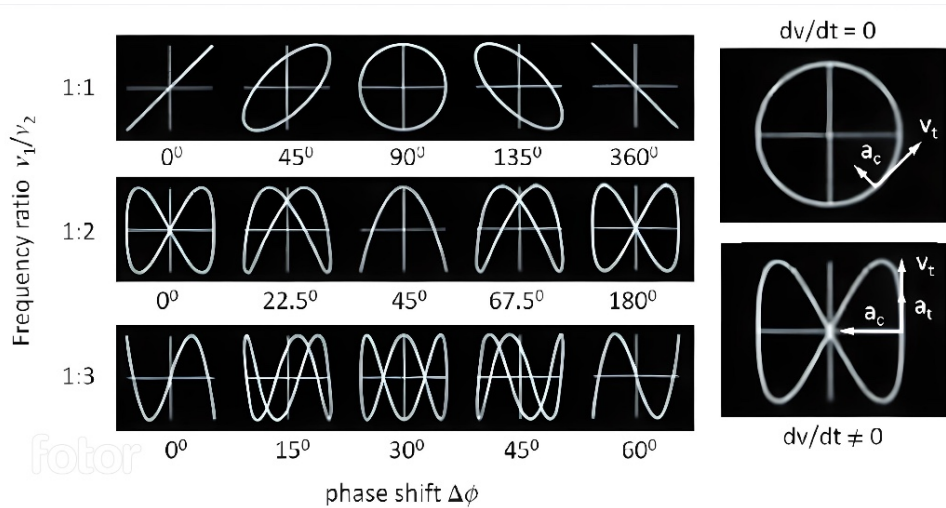 dv/dt = 0
Frequency ratio ν₁/ν₂
1:1
0⁰ 45⁰ 90⁰ 135⁰ 360⁰
v_t
a_c
1:2
0⁰ 22.5⁰ 45⁰ 67.5⁰ 180⁰
v_t
a_c a_t
1:3
dv/dt ≠ 0
0⁰ 15⁰ 30⁰ 45⁰ 60⁰
fotor
phase shift Δϕ